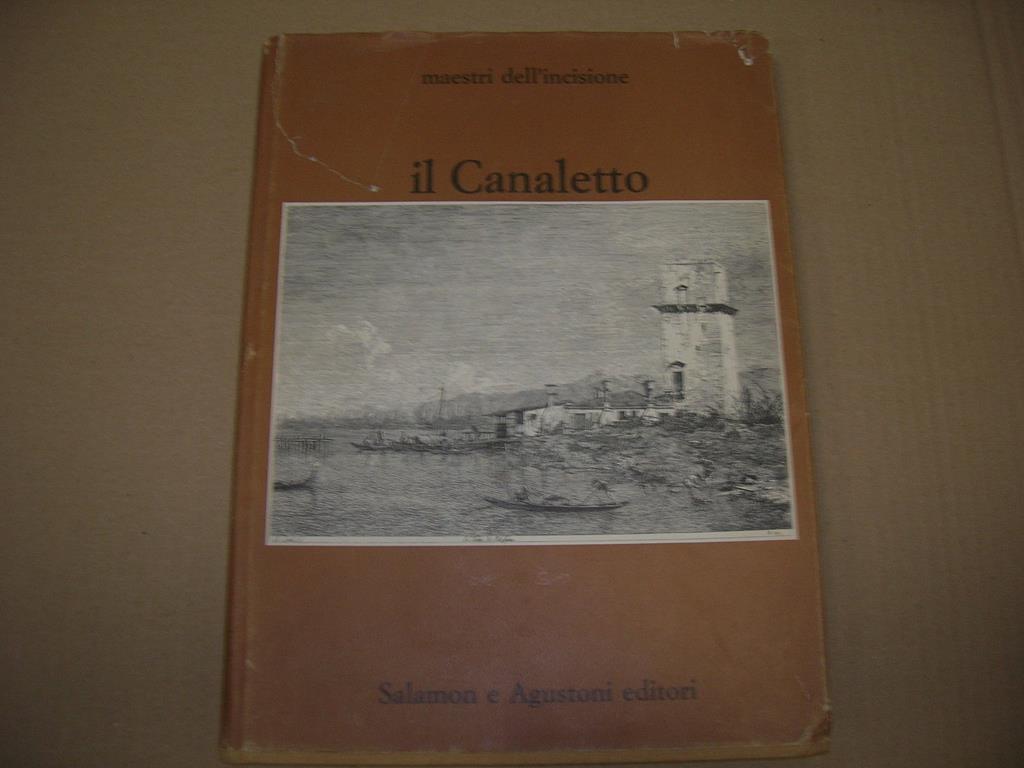 maestri dell'incisione
il Canaletto
Salamon e Agustoni editori